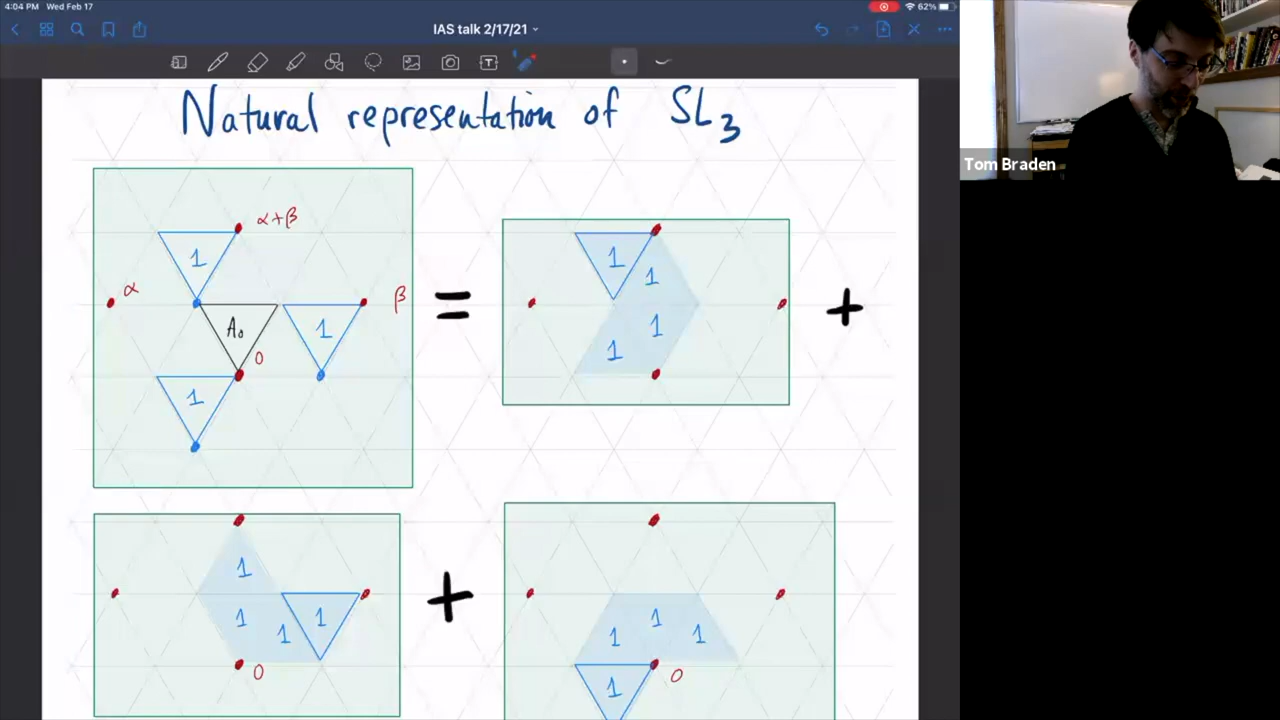 4:04 PM Wed Feb 17
62%
IAS talk 2/17/21
Tom Braden
Natural representation of SL₃
α+β
1
α
β
A₀
1
0
1
=
1
1
1
1
+
1
1
1
1
0
+
1
1
1
0
1